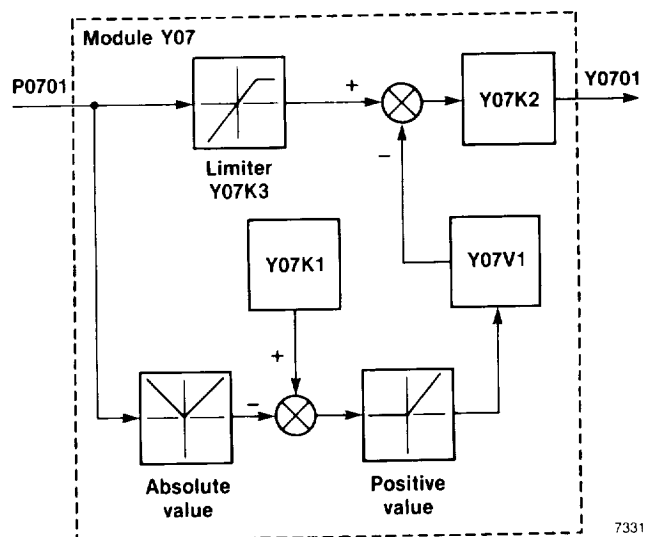 Module Y07
P0701
Y0701
+
Y07K2
Limiter
Y07K3
−
Y07K1
Y07V1
+
−
Absolute
value
Positive
value
7331